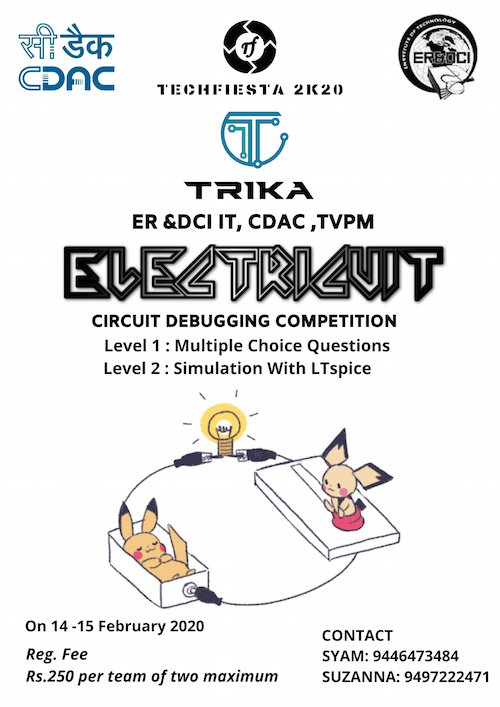 सी डैक
CDAC
Tf
TECHFIESTA 2K20
INSTITUTE OF TECHNOLOGY
ER&DCI
TRIKA
ER &DCI IT, CDAC ,TVPM
ELECTRICUIT
CIRCUIT DEBUGGING COMPETITION
Level 1 : Multiple Choice Questions
Level 2 : Simulation With LTspice
On 14 -15 February 2020
Reg. Fee
Rs.250 per team of two maximum
CONTACT
SYAM: 9446473484
SUZANNA: 9497222471